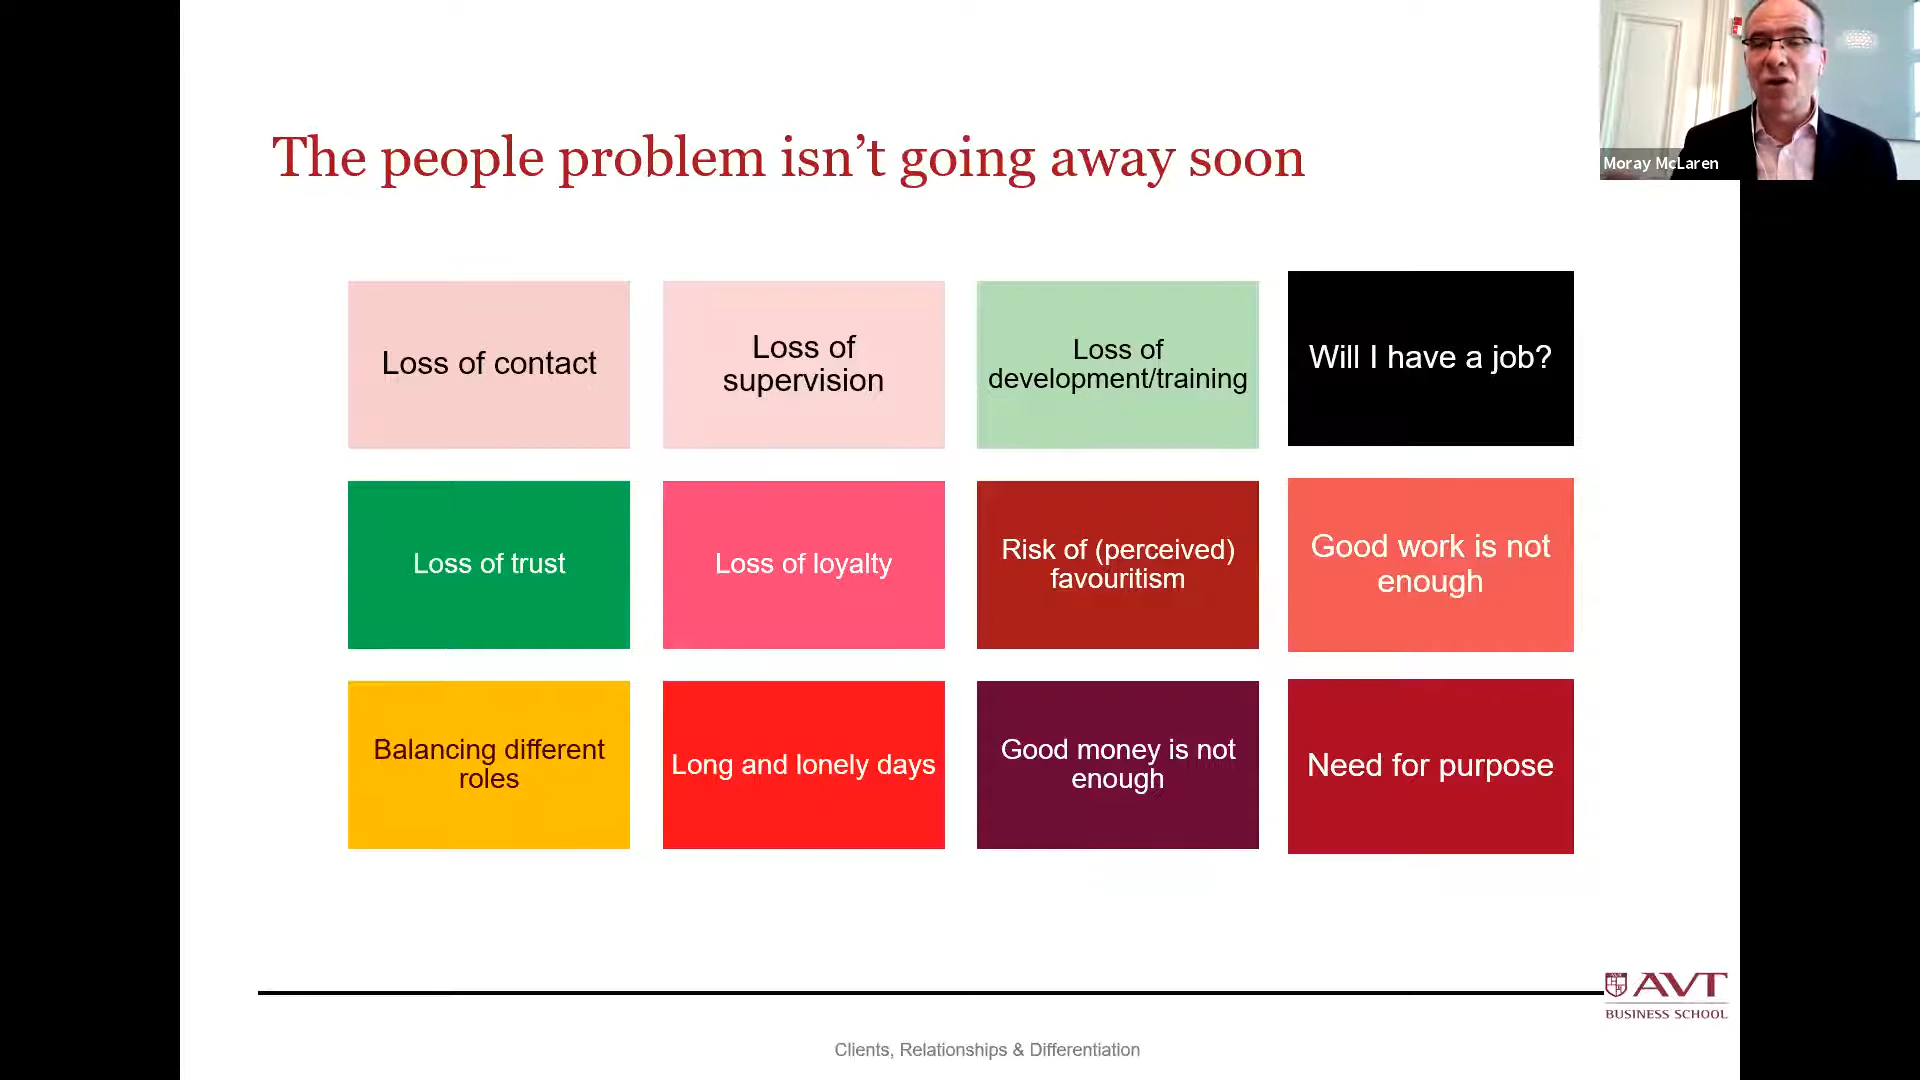 The people problem isn’t going away soon
Moray McLaren
Loss of contact
Loss of
supervision
Loss of
development/training
Will I have a job?
Loss of trust
Loss of loyalty
Risk of (perceived)
favouritism
Good work is not
enough
Balancing different
roles
Long and lonely days
Good money is not
enough
Need for purpose
AVT
BUSINESS SCHOOL
Clients, Relationships & Differentiation